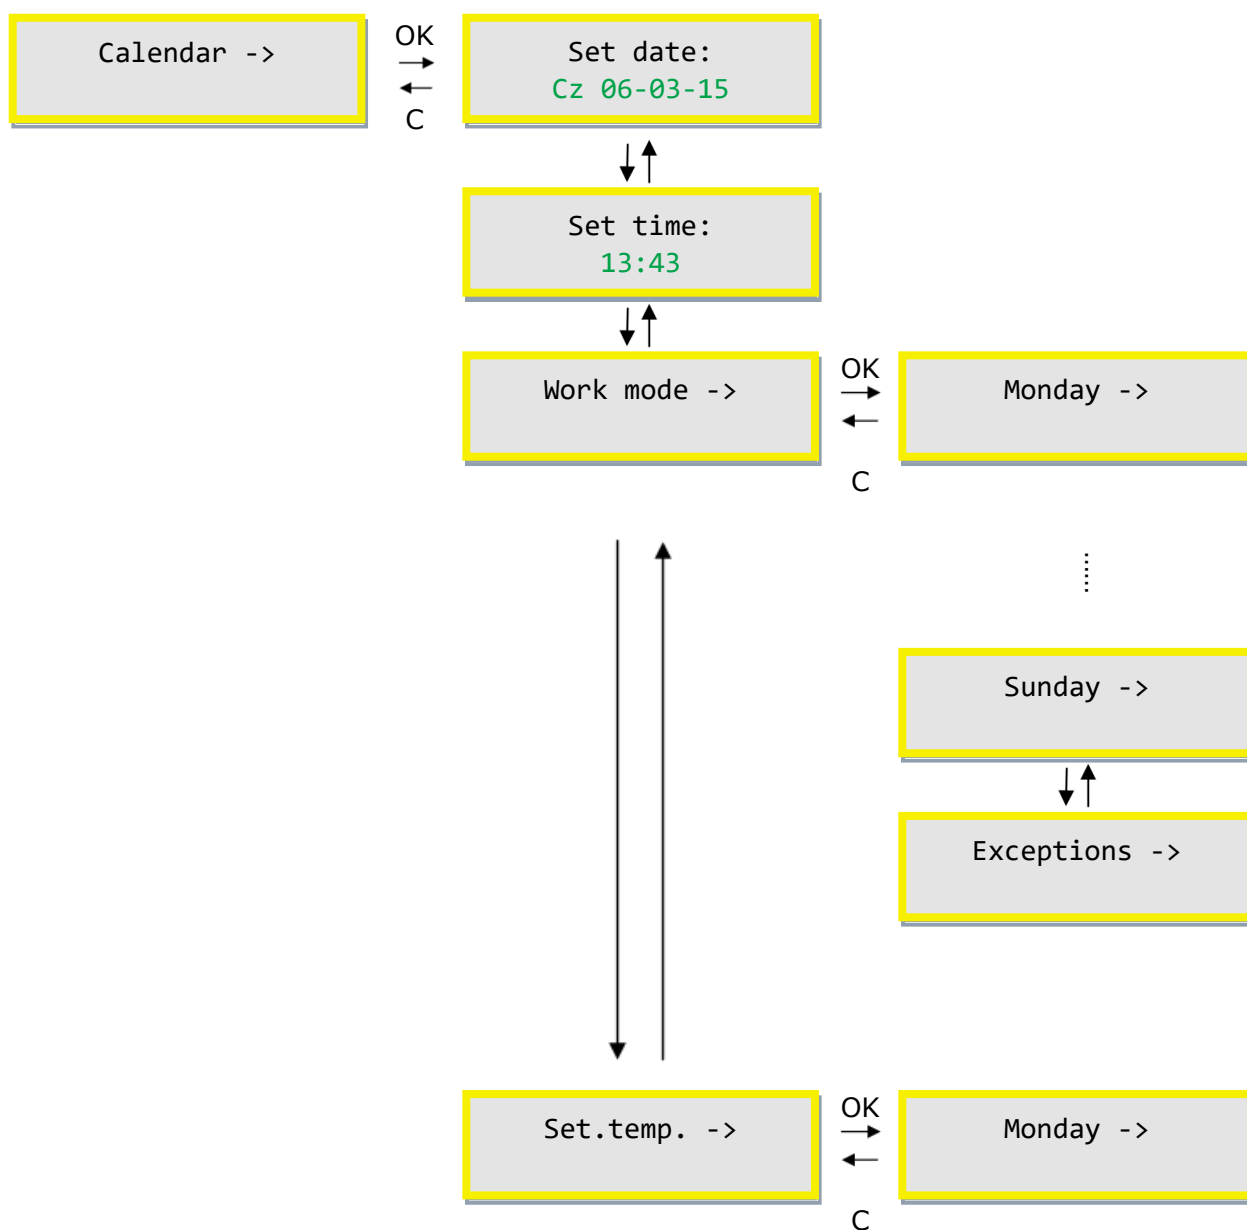 Calendar ->
OK
C
Set date:
Cz 06-03-15
Set time:
13:43
Work mode ->
OK
C
Monday ->
Sunday ->
Exceptions ->
Set.temp. ->
OK
C
Monday ->